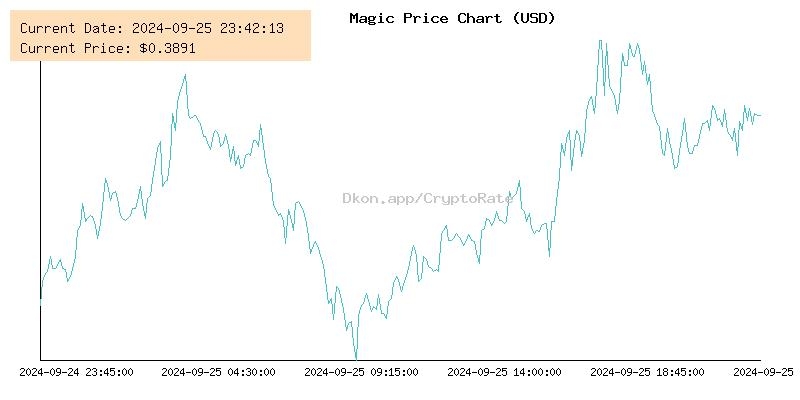 Magic Price Chart (USD)
Current Date: 2024-09-25 23:42:13
Current Price: $0.3891
Dkon.app/CryptoRate
2024-09-24 23:45:00 2024-09-25 04:30:00 2024-09-25 09:15:00 2024-09-25 14:00:00 2024-09-25 18:45:00 2024-09-25